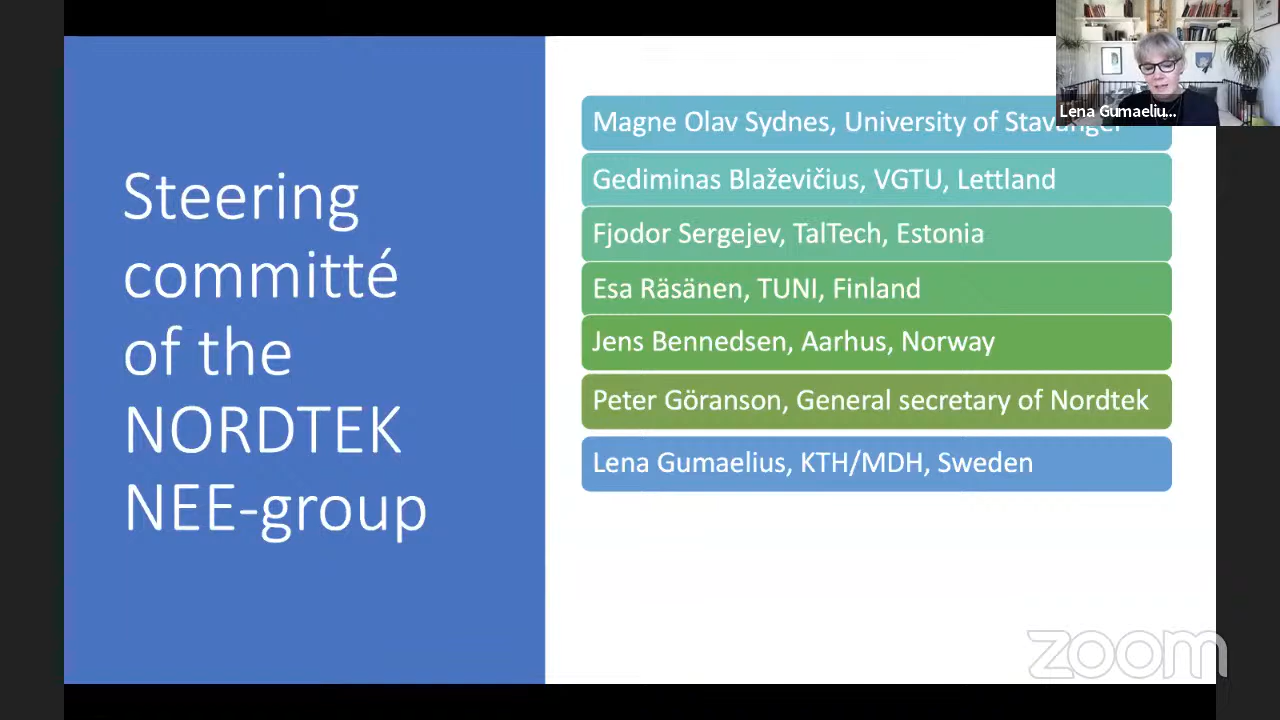 Steering
committé
of the
NORDTEK
NEE-group
Magne Olav Sydnes, University of Stavanger
Gediminas Blaževičius, VGTU, Lettland
Fjodor Sergejev, TalTech, Estonia
Esa Räsänen, TUNI, Finland
Jens Bennedsen, Aarhus, Norway
Peter Göranson, General secretary of Nordtek
Lena Gumaelius, KTH/MDH, Sweden
Lena Gumaeliu...
zoom